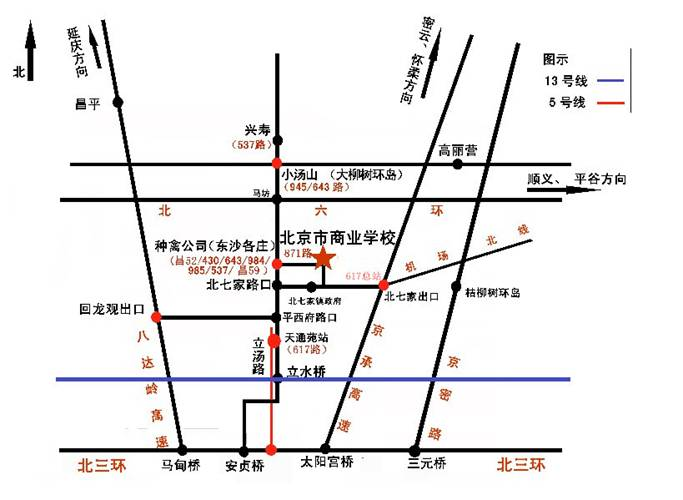 北
延庆方向
昌平
密云、怀柔方向
图示
13号线
5号线
兴寿
(537路)
高丽营
小汤山 (大柳树环岛)
(945/643 路)
顺义、 平谷方向
马坊
北 六 环
种禽公司(东沙各庄)
(昌52/430/643/984/
985/537/ 昌59)
北京市商业学校
871路
617总站
机场北线
北七家路口
北七家镇政府
北七家出口
枯柳树环岛
回龙观出口
平西府路口
天通苑站
(617路)
立汤路
立水桥
八达岭高速
京承高速
京密路
北三环
马甸桥
安贞桥
太阳宫桥
三元桥
北三环